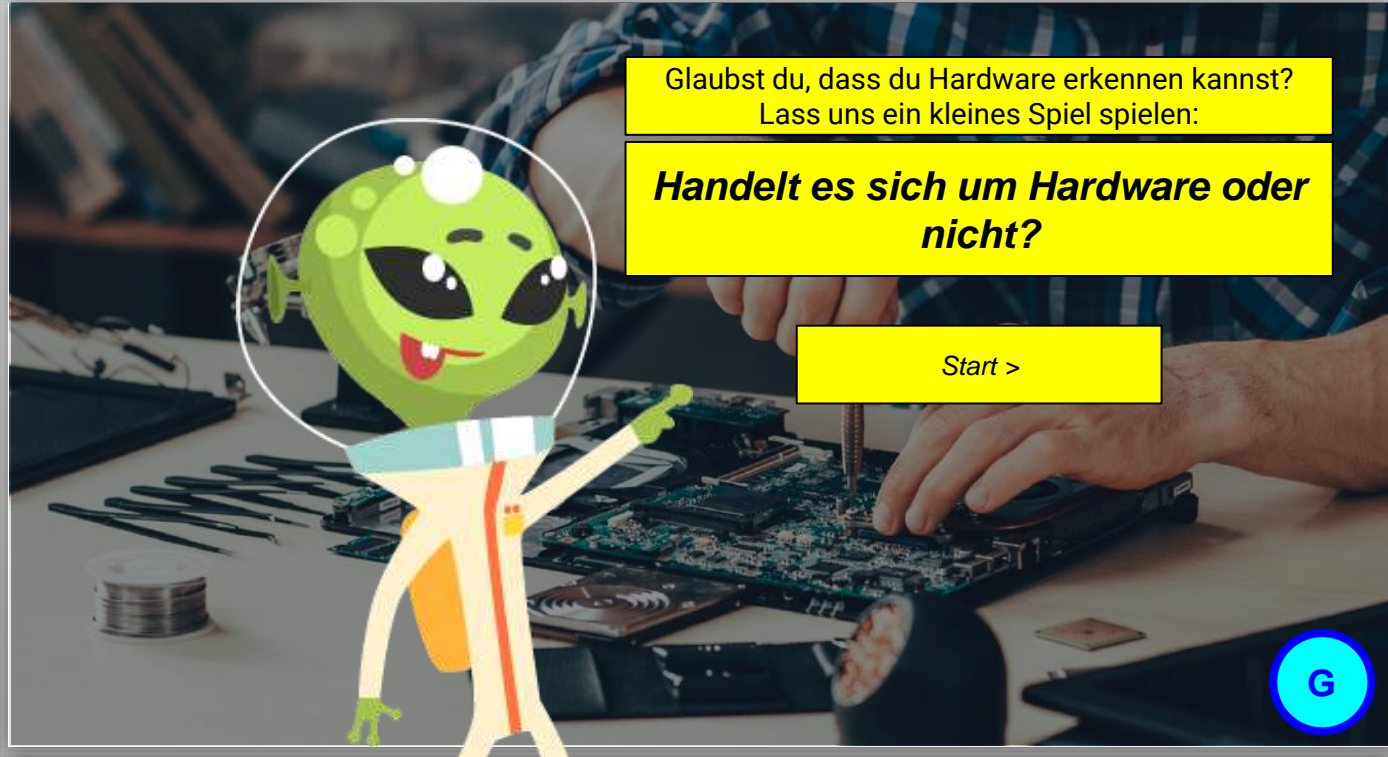 Glaubst du, dass du Hardware erkennen kannst?
Lass uns ein kleines Spiel spielen:
Handelt es sich um Hardware oder
nicht?
Start >
G